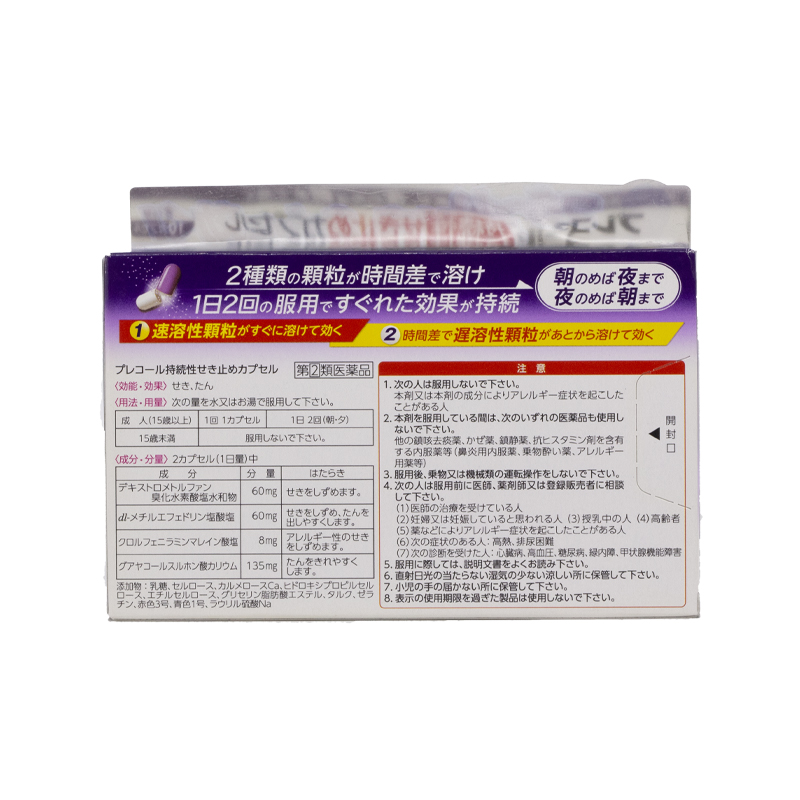 プレコール
せき止めカプセル
2種類の顆粒が時間差で溶け
1日2回の服用ですぐれた効果が持続
朝のめば夜まで
夜のめば朝まで
1 速溶性顆粒がすぐに溶けて効く
2 時間差で遅溶性顆粒があとから溶けて効く
プレコール持続性せき止めカプセル 第②類医薬品
〈効能・効果〉 せき、たん
〈用法・用量〉 次の量を水又はお湯で服用して下さい。
成 人(15歳以上) 1回 1カプセル 1日 2回(朝・夕)
15歳未満 服用しないで下さい。
〈成分・分量〉 2カプセル(1日量)中
成 分 分 量 はたらき
デキストロメトルファン
臭化水素酸塩水和物 60mg せきをしずめます。
dl-メチルエフェドリン塩酸塩 60mg せきをしずめ、たんを
出しやすくします。
クロルフェニラミンマレイン酸塩 8mg アレルギー性のせき
をしずめます。
グアヤコールスルホン酸カリウム 135mg たんをきれやすく
します。
添加物:乳糖、セルロース、カルメロースCa、ヒドロキシプロピルセル
ロース、エチルセルロース、グリセリン脂肪酸エステル、タルク、ゼラ
チン、赤色3号、青色1号、ラウリル硫酸Na
注 意
1. 次の人は服用しないで下さい。
本剤又は本剤の成分によりアレルギー症状を起こした
ことがある人
2. 本剤を服用している間は、次のいずれの医薬品も使用し
ないで下さい。
他の鎮咳去痰薬、かぜ薬、鎮静薬、抗ヒスタミン剤を含有
する内服薬等(鼻炎用内服薬、乗物酔い薬、アレルギー
用薬等)
3. 服用後、乗物又は機械類の運転操作をしないで下さい。
4. 次の人は服用前に医師、薬剤師又は登録販売者に相談
して下さい。
(1)医師の治療を受けている人
(2)妊婦又は妊娠していると思われる人 (3)授乳中の人 (4)高齢者
(5)薬などによりアレルギー症状を起こしたことがある人
(6)次の症状のある人:高熱、排尿困難
(7)次の診断を受けた人:心臓病、高血圧、糖尿病、緑内障、甲状腺機能障害
5. 服用に際しては、説明文書をよくお読み下さい。
6. 直射日光の当たらない湿気の少ない涼しい所に保管して下さい。
7. 小児の手の届かない所に保管して下さい。
8. 表示の使用期限を過ぎた製品は使用しないで下さい。
開封口